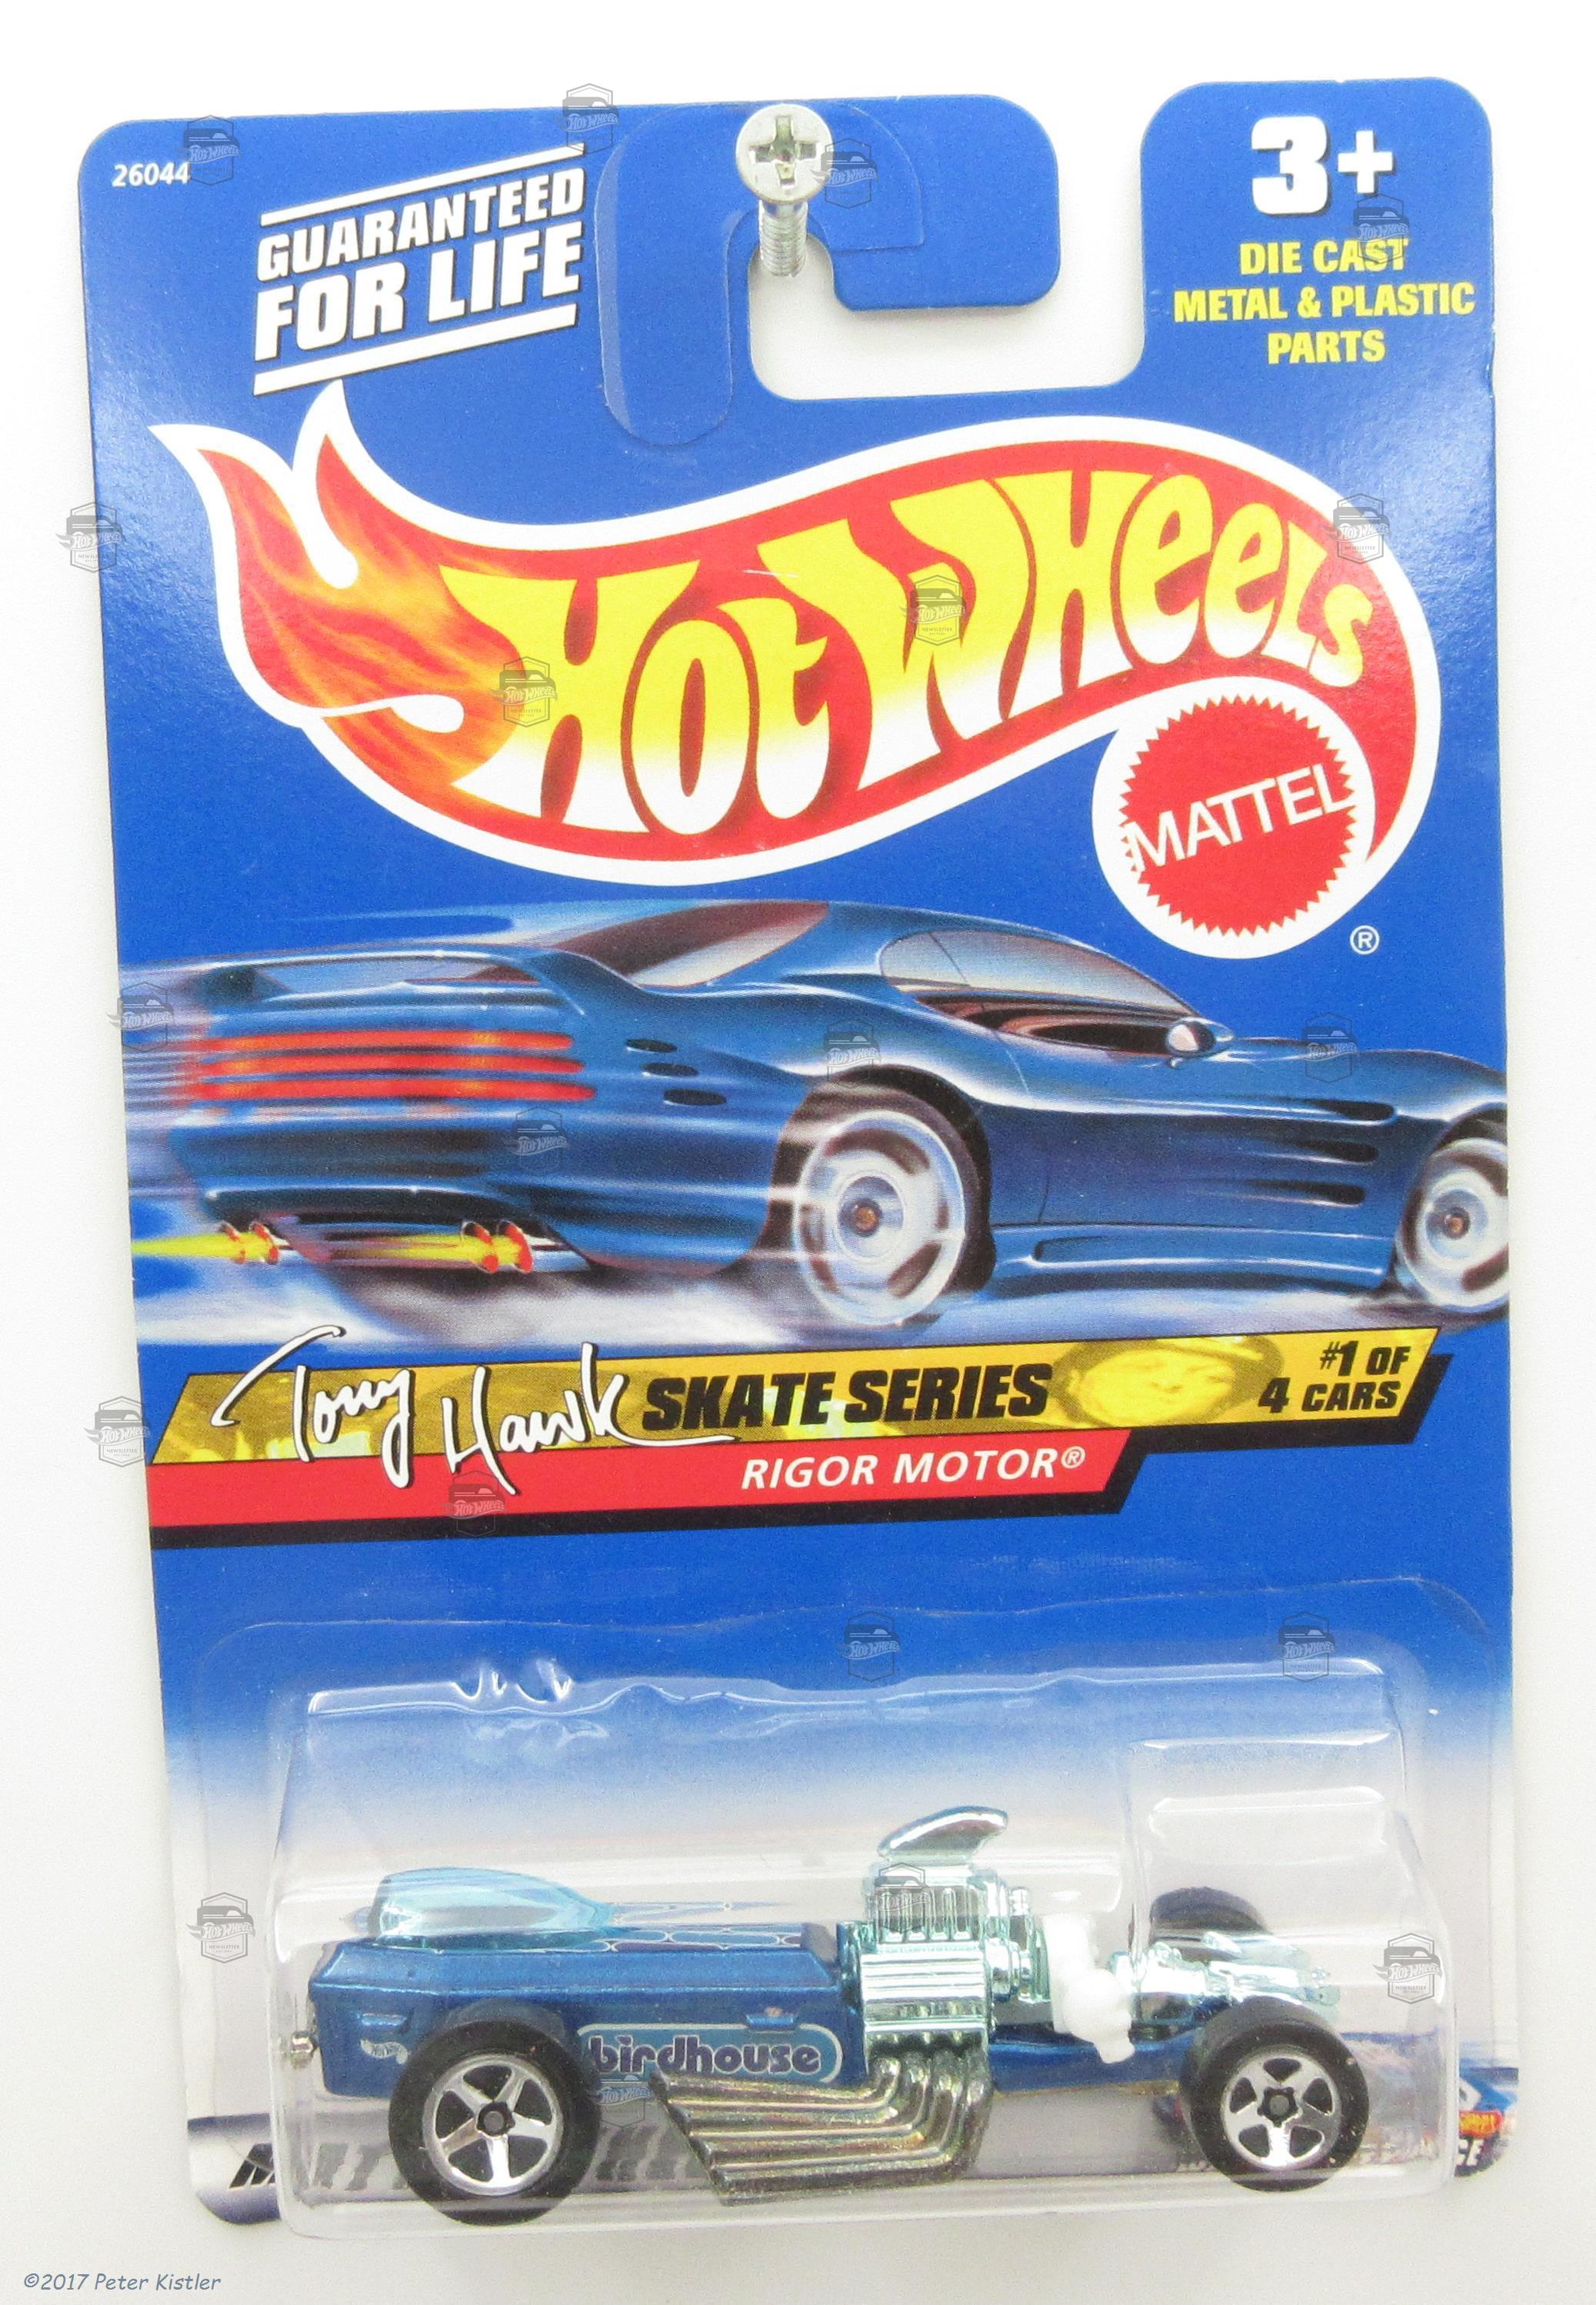 26044
GUARANTEED
FOR LIFE
3+
DIE CAST
METAL & PLASTIC
PARTS
Hot Wheels
MATTEL
®
Tony Hawk SKATE SERIES
#1 OF
4 CARS
RIGOR MOTOR®
birdhouse
©2017 Peter Kistler